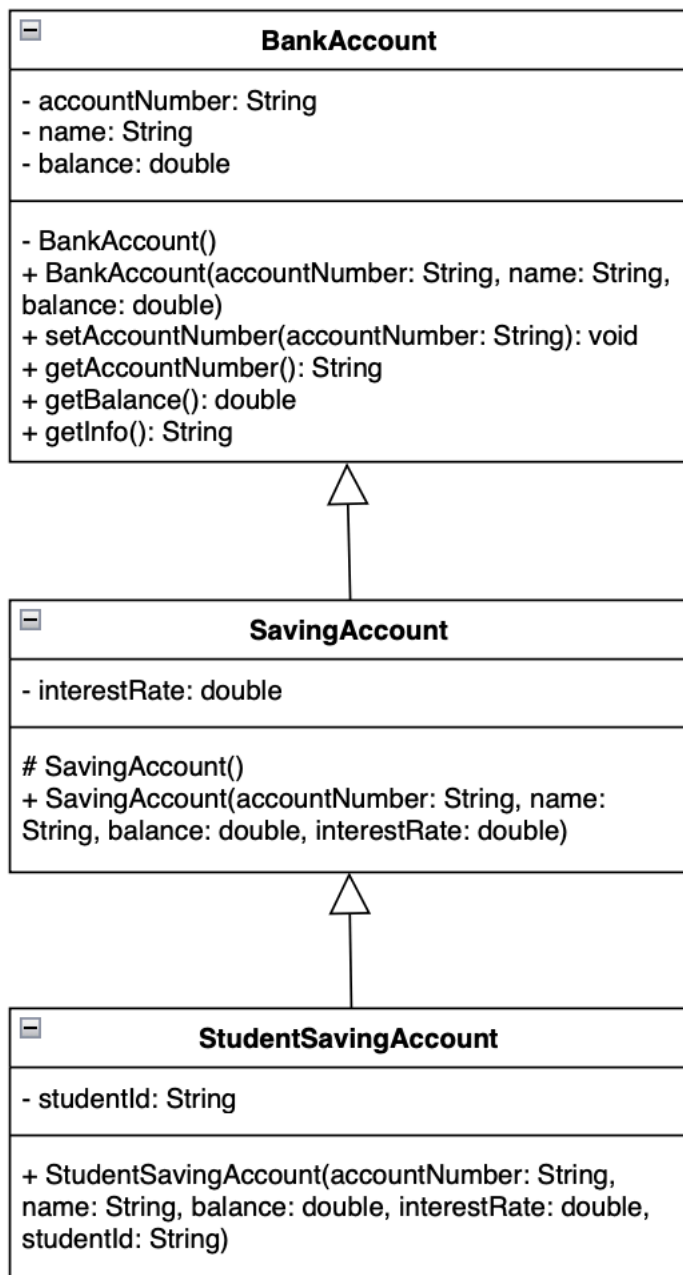 BankAccount
- accountNumber: String
- name: String
- balance: double
- BankAccount()
+ BankAccount(accountNumber: String, name: String,
balance: double)
+ setAccountNumber(accountNumber: String): void
+ getAccountNumber(): String
+ getBalance(): double
+ getInfo(): String
SavingAccount
- interestRate: double
# SavingAccount()
+ SavingAccount(accountNumber: String, name:
String, balance: double, interestRate: double)
StudentSavingAccount
- studentId: String
+ StudentSavingAccount(accountNumber: String,
name: String, balance: double, interestRate: double,
studentId: String)